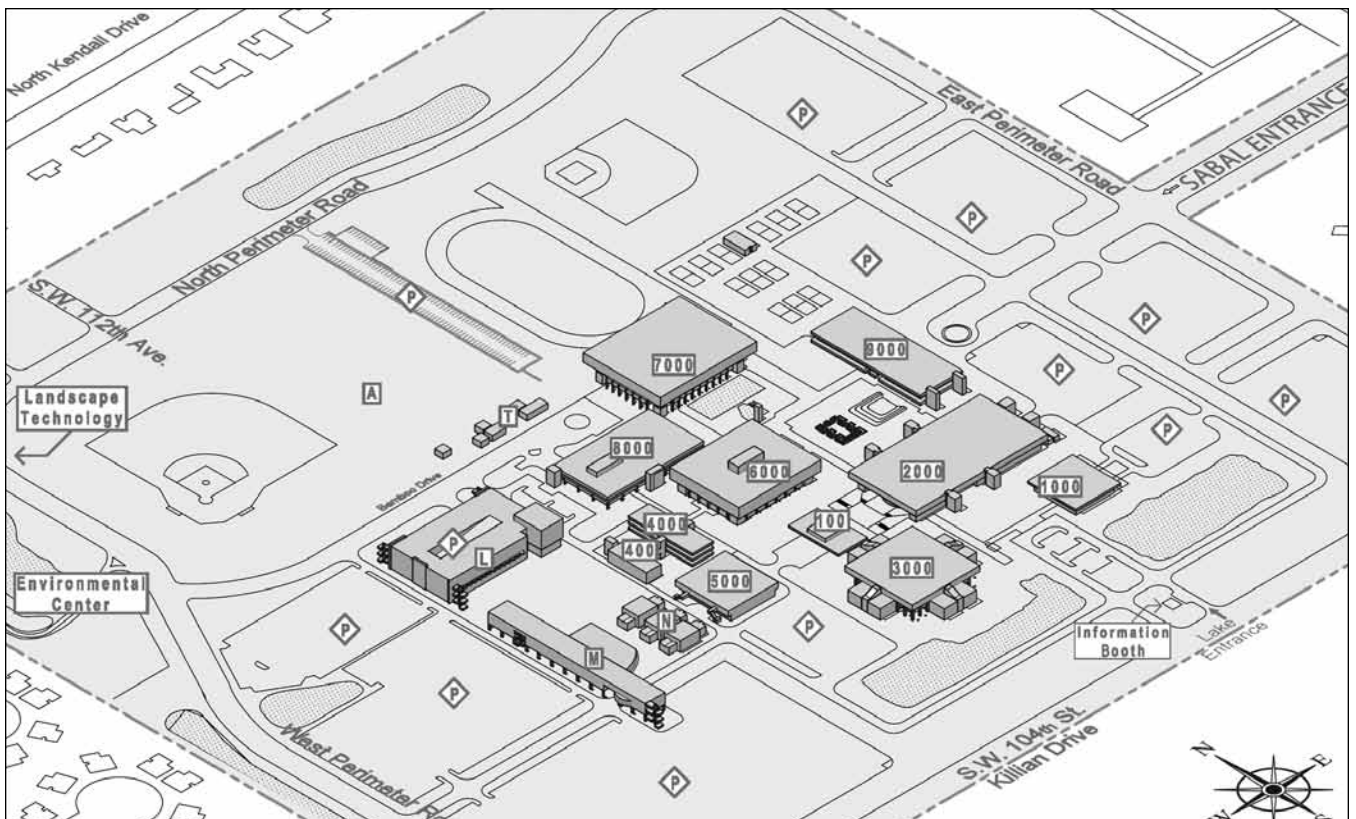 North Kendall Drive
East Perimeter Road
SABAL ENTRANCE
P
P
North Perimeter Road
P
S.W. 112th Ave.
P
P
9000
7000
P
A
Landscape
Technology
T
P
8000
6000
2000
1000
Bamboo Drive
P
L
4000
400
100
5000
3000
Environmental
Center
N
P
P
Information
Booth
Lake
Entrance
M
P
West Perimeter
S.W. 104th St.
Killian Drive
P
N
E